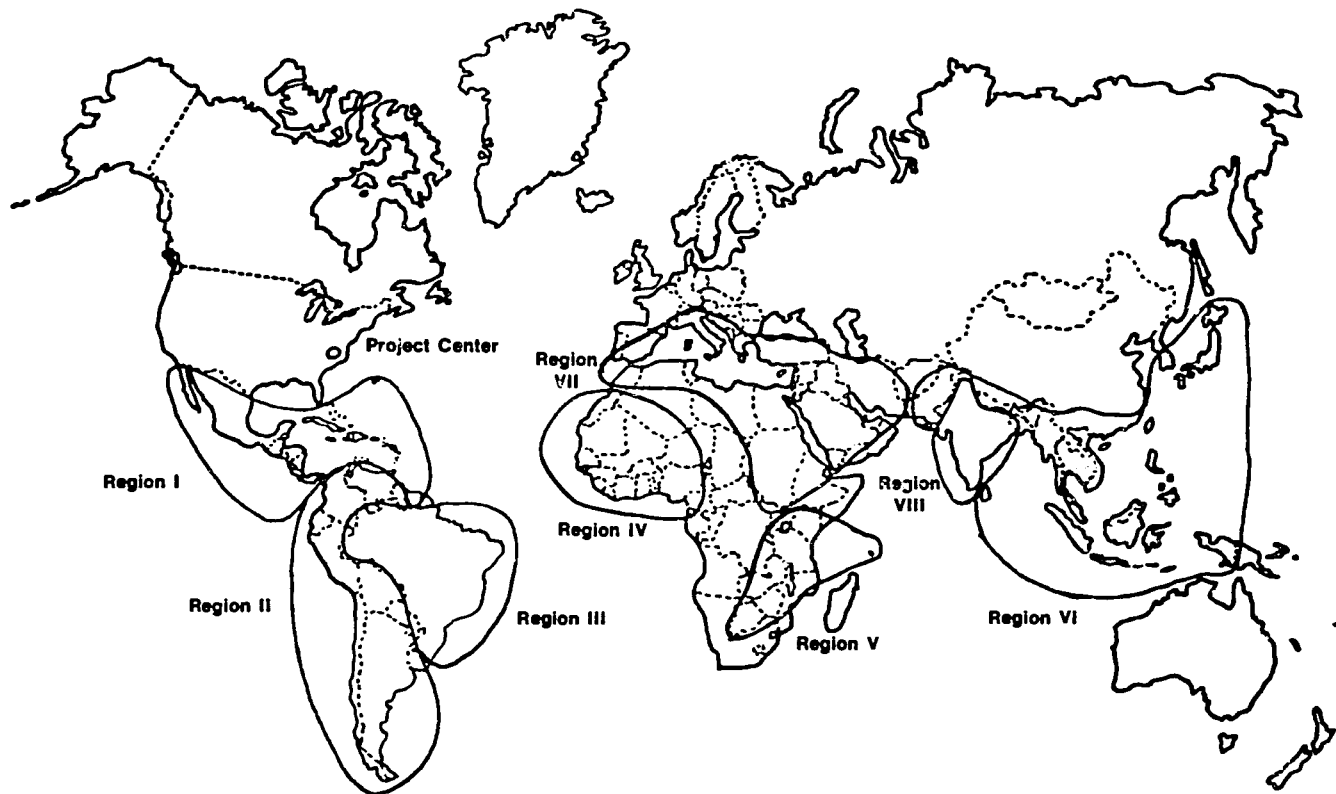 Project Center
Region
VII
Region I
Region IV
Region
VIII
Region II
Region III
Region V
Region VI